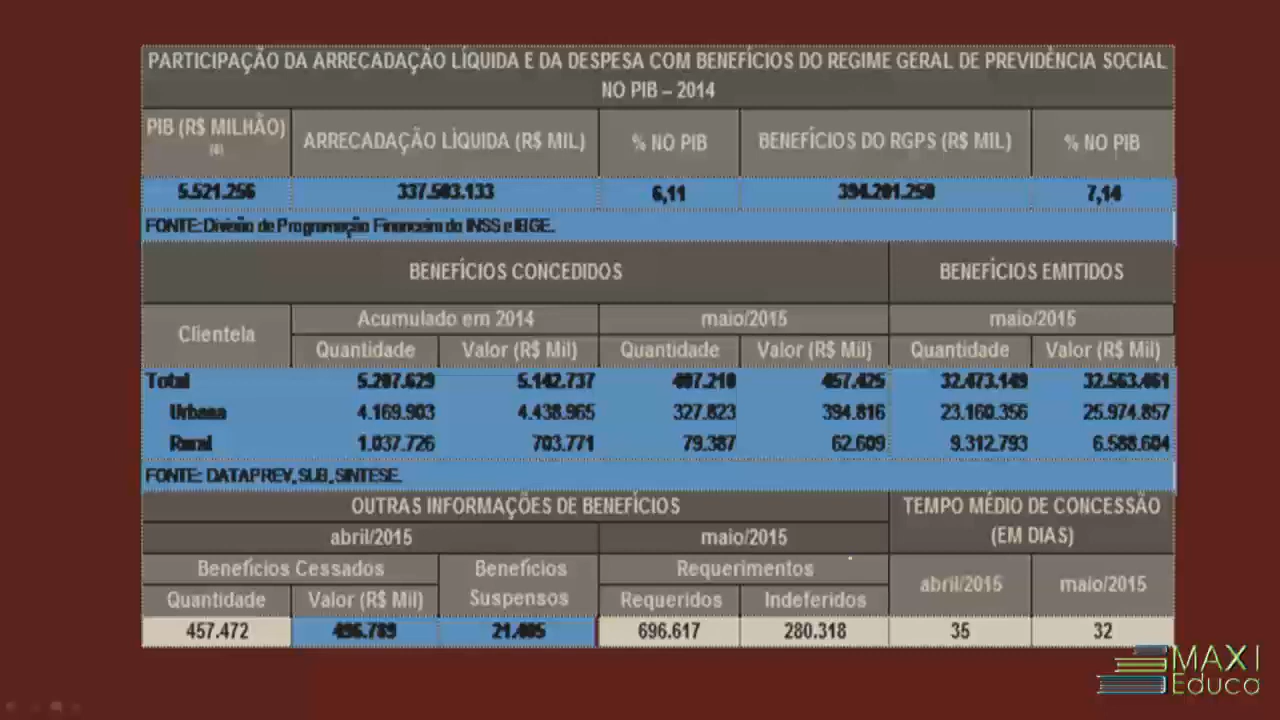 PARTICIPAÇÃO DA ARRECADAÇÃO LÍQUIDA E DA DESPESA COM BENEFÍCIOS DO REGIME GERAL DE PREVIDÊNCIA SOCIAL
NO PIB – 2014
PIB (R$ MILHÃO) ARRECADAÇÃO LÍQUIDA (R$ MIL) % NO PIB BENEFÍCIOS DO RGPS (R$ MIL) % NO PIB
5.521.256 337.503.133 6,11 394.201.250 7,14
FONTE: Divisão de Programação Financeira do INSS e IBGE.
BENEFÍCIOS CONCEDIDOS BENEFÍCIOS EMITIDOS
Clientela Acumulado em 2014 maio/2015 maio/2015
Quantidade Valor (R$ Mil) Quantidade Valor (R$ Mil) Quantidade Valor (R$ Mil)
Total 5.207.629 5.142.737 407.210 457.425 32.473.149 32.563.461
Urbana 4.169.903 4.438.965 327.823 394.816 23.160.356 25.974.857
Rural 1.037.726 703.771 79.387 62.609 9.312.793 6.588.604
FONTE: DATAPREV, SUB, SINTESE.
OUTRAS INFORMAÇÕES DE BENEFÍCIOS TEMPO MÉDIO DE CONCESSÃO
(EM DIAS)
abril/2015 maio/2015
Benefícios Cessados Benefícios
Suspensos Requerimentos abril/2015 maio/2015
Quantidade Valor (R$ Mil) Requeridos Indeferidos
457.472 696.617 280.318 35 32
MAXI
Educa